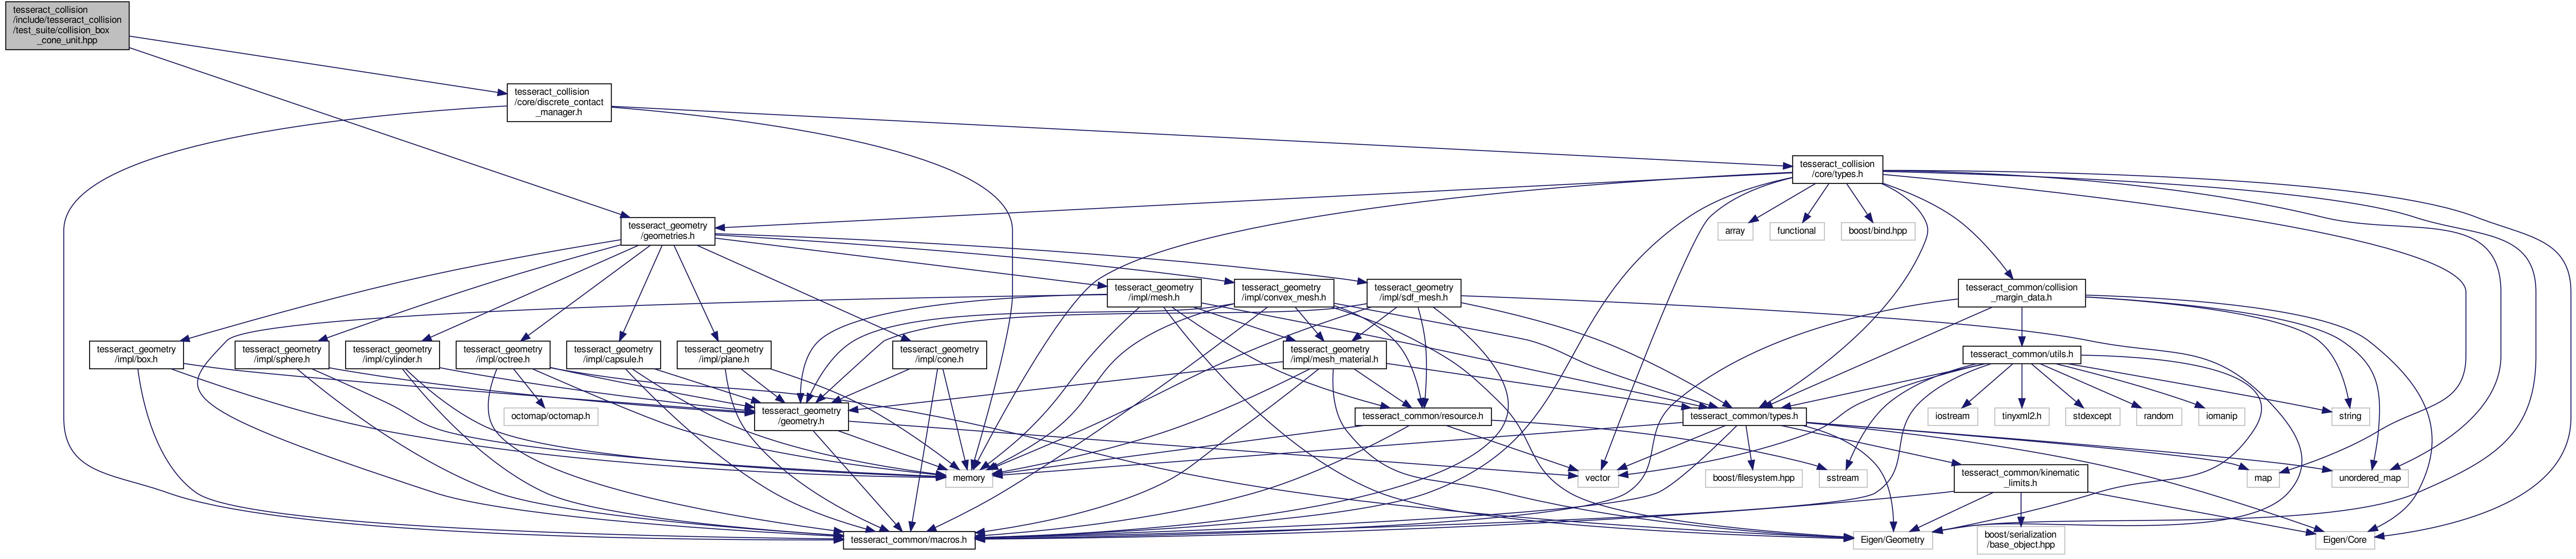 tesseract_collision
/include/tesseract_collision
/test_suite/collision_box
_cone_unit.hpp
tesseract_collision
/core/discrete_contact
_manager.h
tesseract_collision
/core/types.h
tesseract_geometry
/geometries.h
array
functional
boost/bind.hpp
tesseract_geometry
/impl/mesh.h
tesseract_geometry
/impl/convex_mesh.h
tesseract_geometry
/impl/sdf_mesh.h
tesseract_common/collision
_margin_data.h
tesseract_geometry
/impl/box.h
tesseract_geometry
/impl/sphere.h
tesseract_geometry
/impl/cylinder.h
tesseract_geometry
/impl/octree.h
tesseract_geometry
/impl/capsule.h
tesseract_geometry
/impl/plane.h
tesseract_geometry
/impl/cone.h
tesseract_geometry
/impl/mesh_material.h
tesseract_common/utils.h
octomap/octomap.h
tesseract_geometry
/geometry.h
tesseract_common/resource.h
tesseract_common/types.h
iostream
tinyxml2.h
stdexcept
random
iomanip
string
memory
vector
boost/filesystem.hpp
sstream
tesseract_common/kinematic
_limits.h
map
unordered_map
tesseract_common/macros.h
Eigen/Geometry
boost/serialization
/base_object.hpp
Eigen/Core